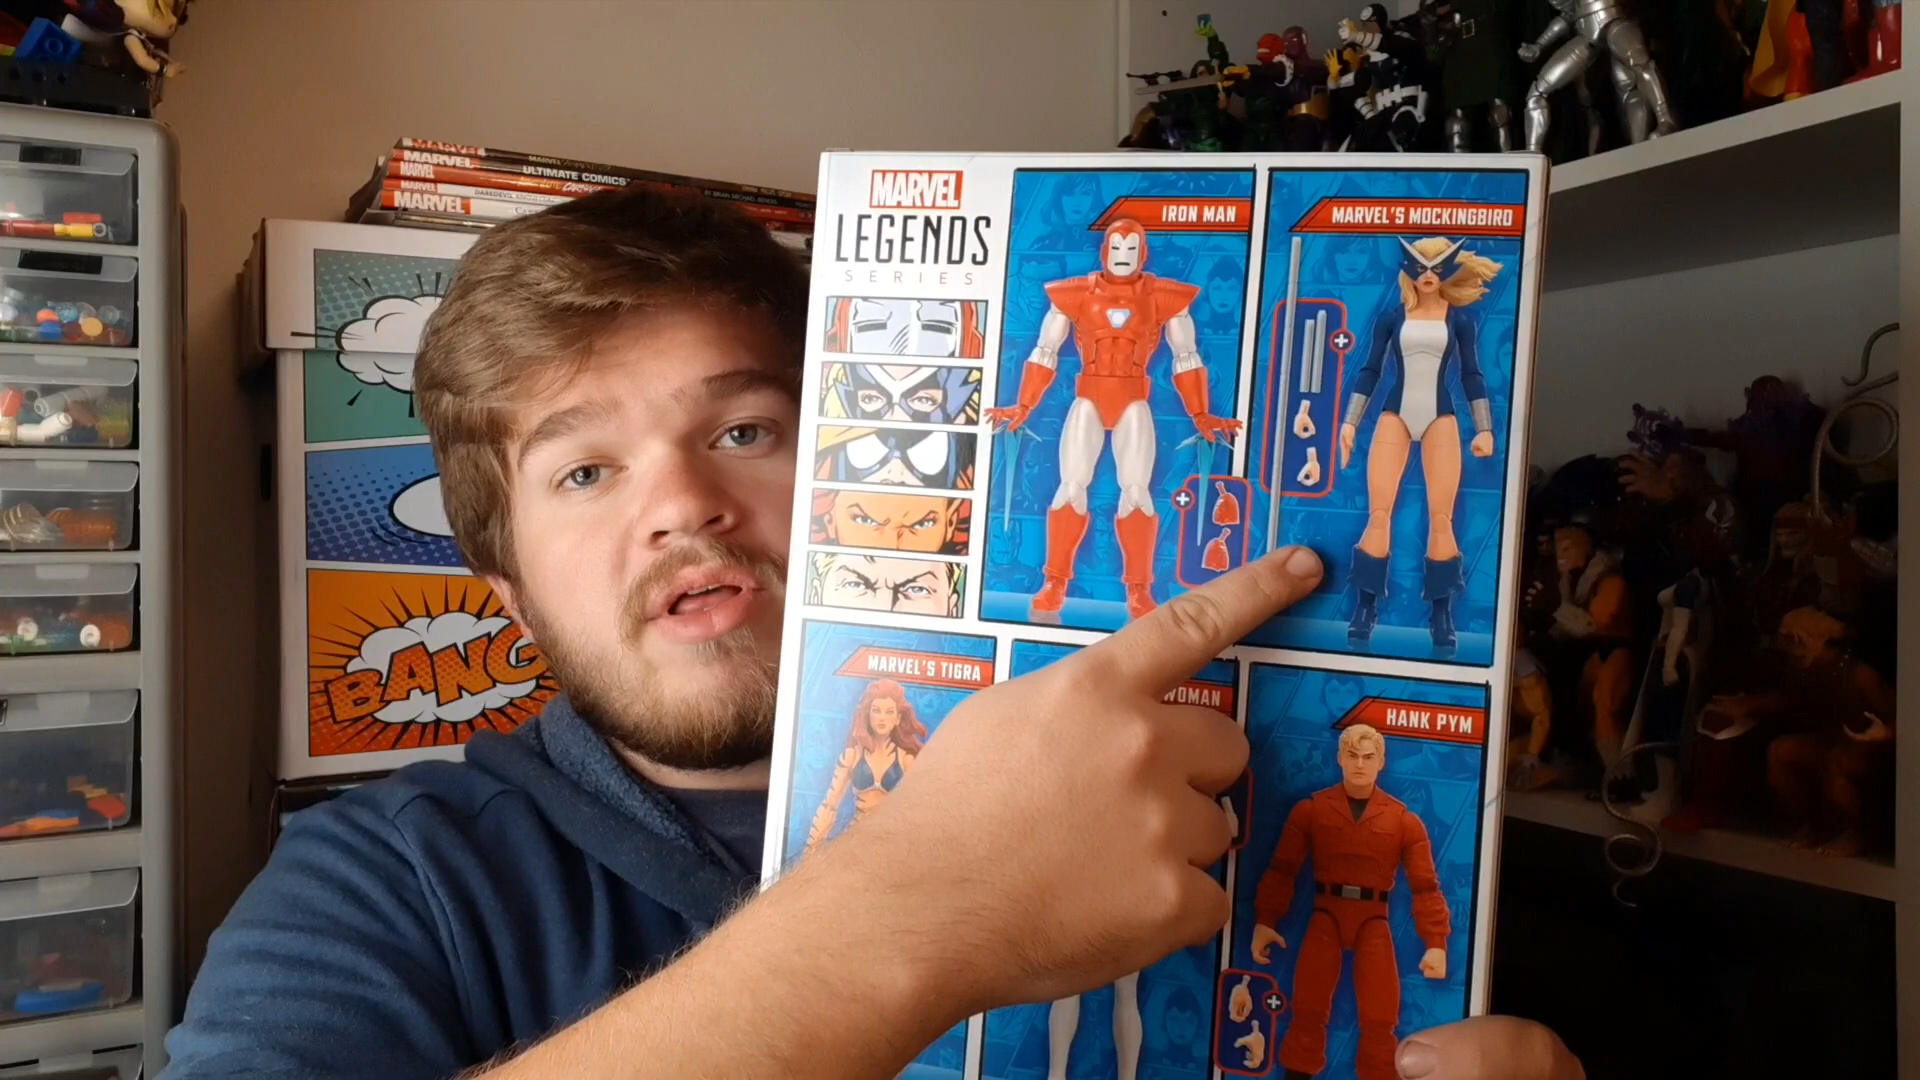 MARVEL
MARVEL
MARVEL
MARVEL
MARVEL
ULTIMATE COMICS
BANG
MARVEL
LEGENDS
SERIES
IRON MAN
MARVEL'S MOCKINGBIRD
MARVEL'S TIGRA
WOMAN
HANK PYM